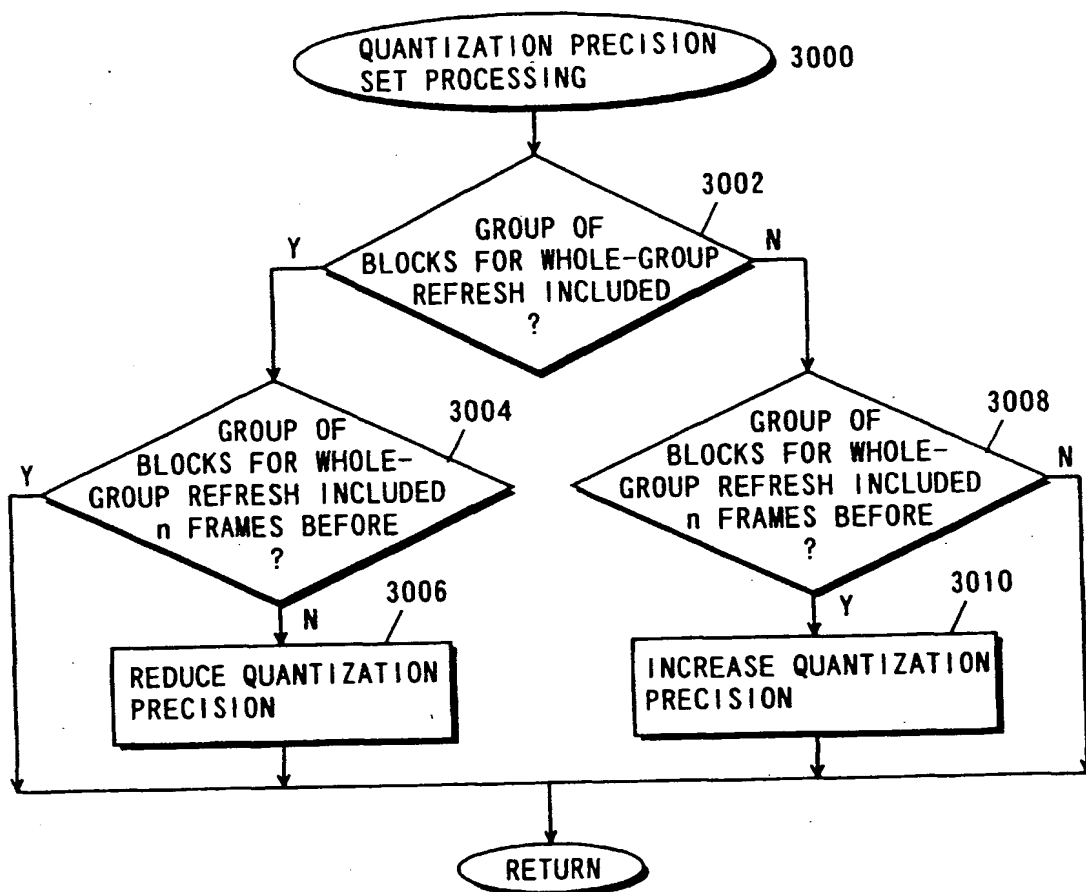 QUANTIZATION PRECISION
SET PROCESSING
3000
3002
GROUP OF
BLOCKS FOR WHOLE-GROUP
REFRESH INCLUDED
?
Y
N
3004
GROUP OF
BLOCKS FOR WHOLE-
GROUP REFRESH INCLUDED
n FRAMES BEFORE
?
Y
N
3008
GROUP OF
BLOCKS FOR WHOLE-
GROUP REFRESH INCLUDED
n FRAMES BEFORE
?
N
Y
3006
REDUCE QUANTIZATION
PRECISION
3010
INCREASE QUANTIZATION
PRECISION
RETURN